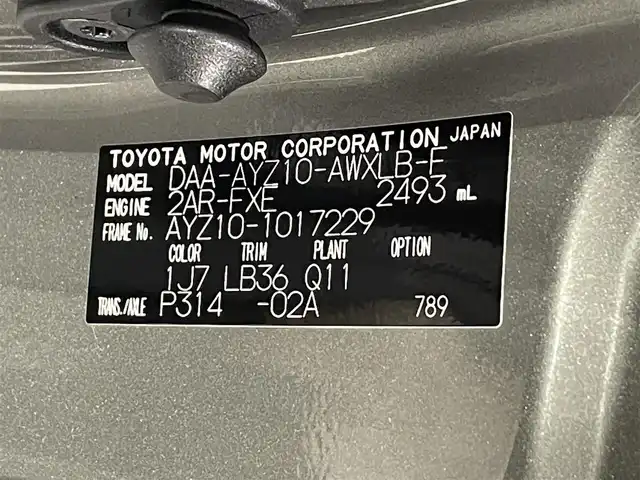 TOYOTA MOTOR CORPORATION JAPAN
MODEL DAA-AYZ10-AWXLB-F
ENGINE 2AR-FXE 2493 mL
FRAME No. AYZ10-1017229
COLOR TRIM PLANT OPTION
1J7 LB36 Q11
TRANS./AXLE P314 -02A 789